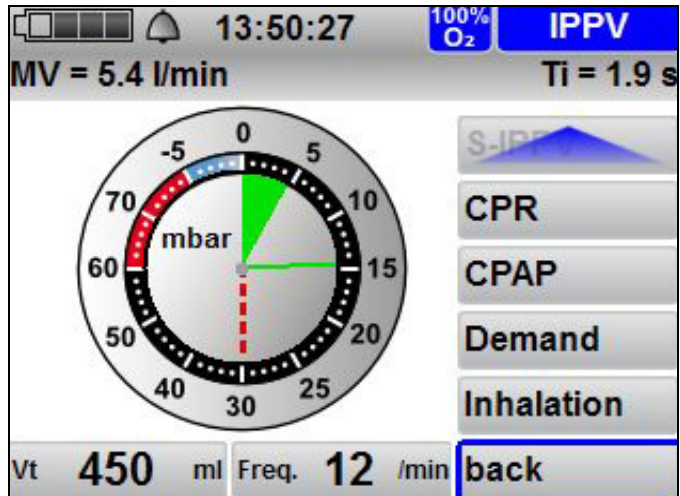 13:50:27
100%
O₂
IPPV
MV = 5.4 l/min
Ti = 1.9 s
0
5
10
15
20
25
30
40
50
60
70
-5
mbar
S-IPPV
CPR
CPAP
Demand
Inhalation
back
Vt 450 ml
Freq. 12 /min